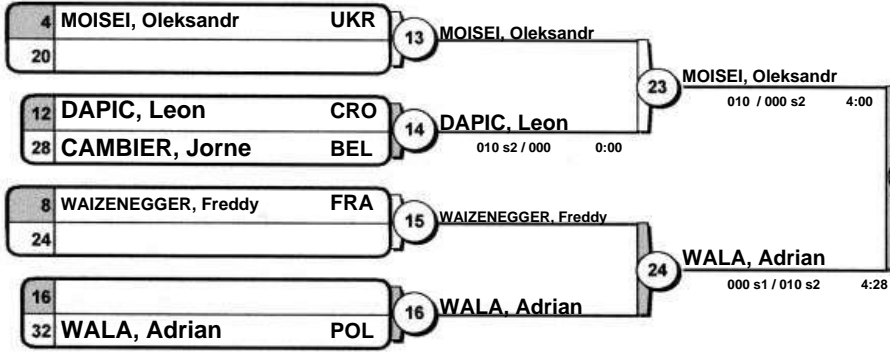 4 MOISEI, Oleksandr UKR
20
13 MOISEI, Oleksandr
12 DAPIC, Leon CRO
28 CAMBIER, Jorne BEL
14 DAPIC, Leon
010 s2 / 000 0:00
23 MOISEI, Oleksandr
010 / 000 s2 4:00
8 WAIZENEGGER, Freddy FRA
24
15 WAIZENEGGER, Freddy
16
32 WALA, Adrian POL
16 WALA, Adrian
24 WALA, Adrian
000 s1 / 010 s2 4:28